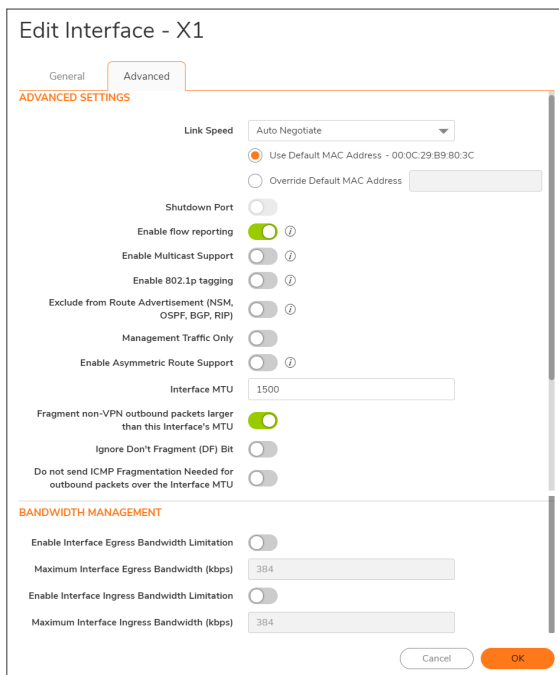 Edit Interface - X1
General
Advanced
ADVANCED SETTINGS
Link Speed
Auto Negotiate
Use Default MAC Address - 00:0C:29:B9:80:3C
Override Default MAC Address
Shutdown Port
Enable flow reporting
i
Enable Multicast Support
i
Enable 802.1p tagging
i
Exclude from Route Advertisement (NSM,
OSPF, BGP, RIP)
i
Management Traffic Only
Enable Asymmetric Route Support
i
Interface MTU
1500
Fragment non-VPN outbound packets larger
than this Interface's MTU
Ignore Don't Fragment (DF) Bit
Do not send ICMP Fragmentation Needed for
outbound packets over the Interface MTU
BANDWIDTH MANAGEMENT
Enable Interface Egress Bandwidth Limitation
Maximum Interface Egress Bandwidth (kbps)
384
Enable Interface Ingress Bandwidth Limitation
Maximum Interface Ingress Bandwidth (kbps)
384
Cancel
OK